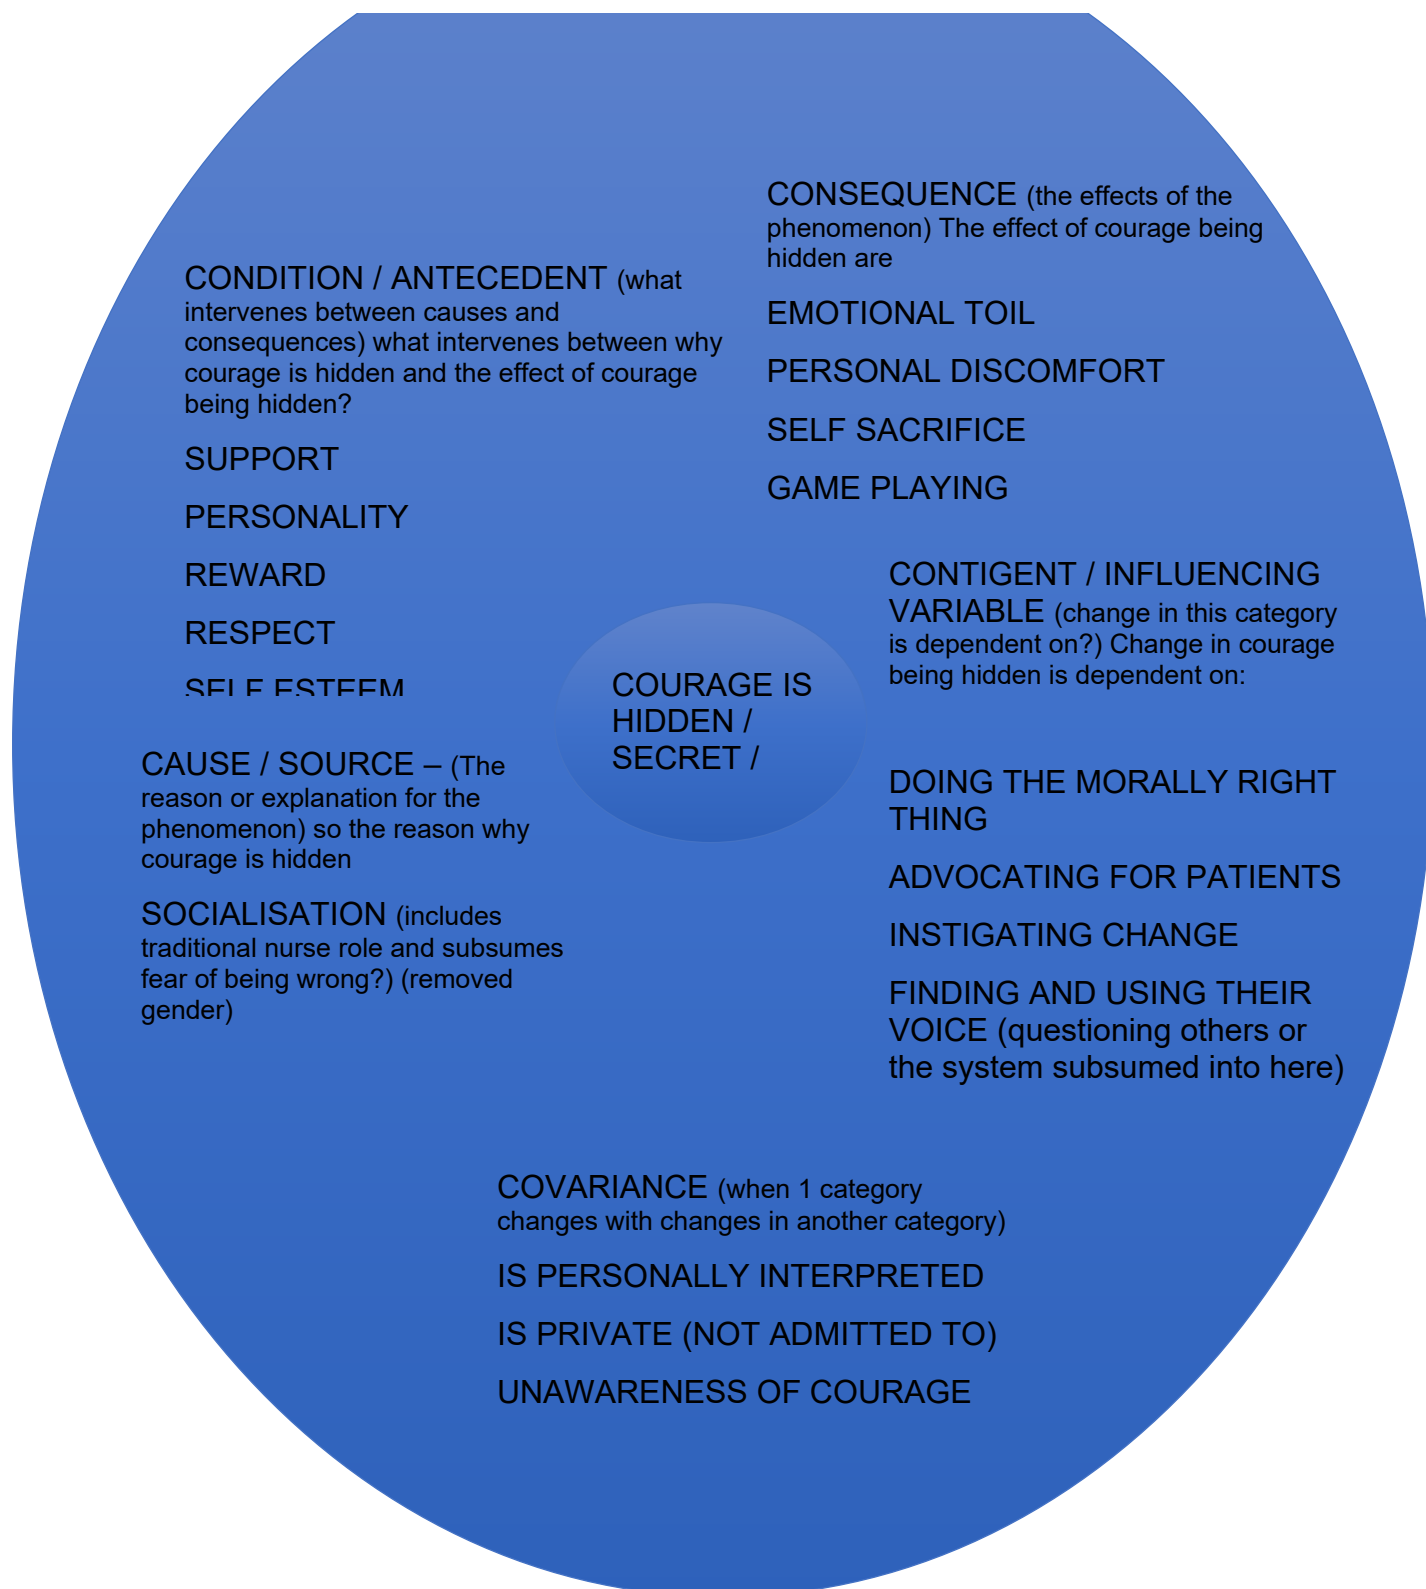 CONSEQUENCE (the effects of the
phenomenon) The effect of courage being
hidden are
EMOTIONAL TOIL
PERSONAL DISCOMFORT
SELF SACRIFICE
GAME PLAYING
CONDITION / ANTECEDENT (what
intervenes between causes and
consequences) what intervenes between why
courage is hidden and the effect of courage
being hidden?
SUPPORT
PERSONALITY
REWARD
RESPECT
SELF ESTEEM
CONTIGENT / INFLUENCING
VARIABLE (change in this category
is dependent on?) Change in courage
being hidden is dependent on:
DOING THE MORALLY RIGHT
THING
ADVOCATING FOR PATIENTS
INSTIGATING CHANGE
FINDING AND USING THEIR
VOICE (questioning others or
the system subsumed into here)
COURAGE IS
HIDDEN /
SECRET /
CAUSE / SOURCE – (The
reason or explanation for the
phenomenon) so the reason why
courage is hidden
SOCIALISATION (includes
traditional nurse role and subsumes
fear of being wrong?) (removed
gender)
COVARIANCE (when 1 category
changes with changes in another category)
IS PERSONALLY INTERPRETED
IS PRIVATE (NOT ADMITTED TO)
UNAWARENESS OF COURAGE